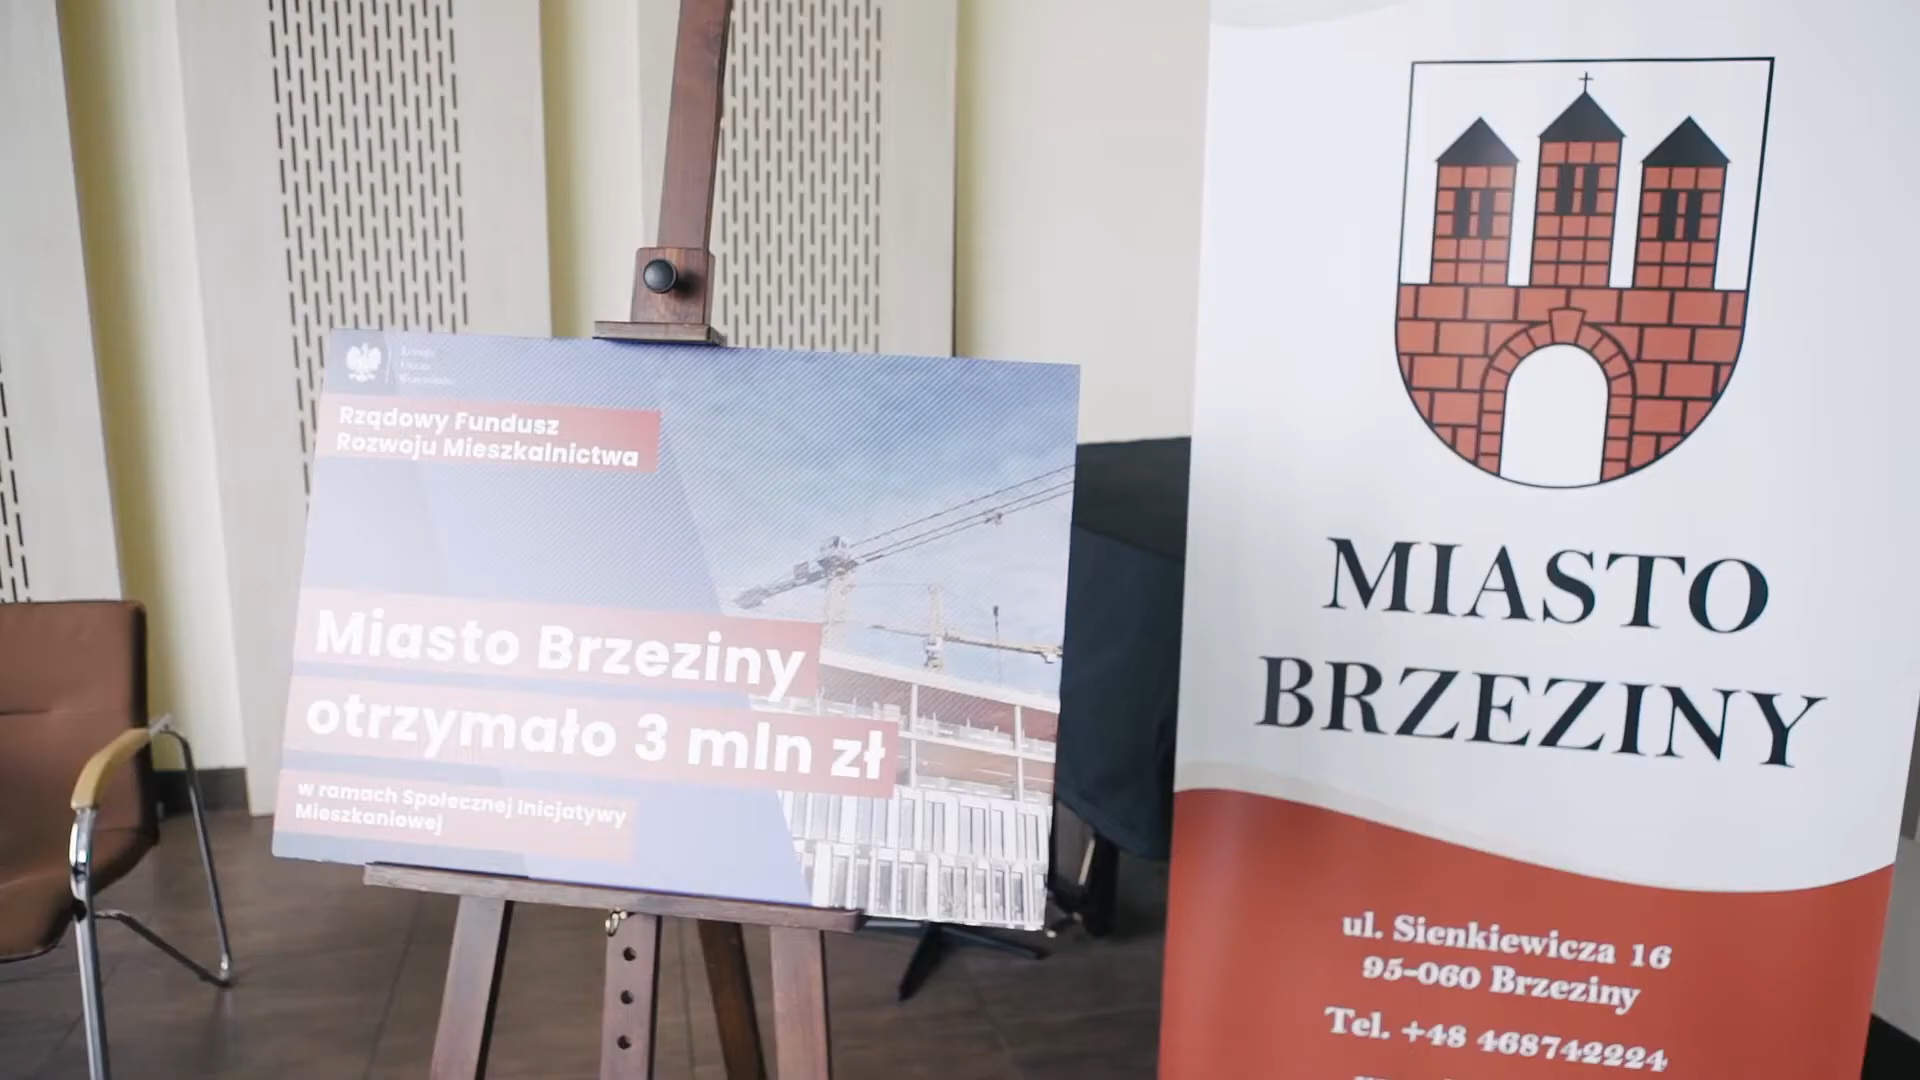 Rządowy Fundusz
Rozwoju Mieszkalnictwa
Miasto Brzeziny
otrzymało 3 mln zł
w ramach Społecznej Inicjatywy
Mieszkaniowej
MIASTO
BRZEZINY
ul. Sienkiewicza 16
95-060 Brzeziny
Tel. +48 468742224